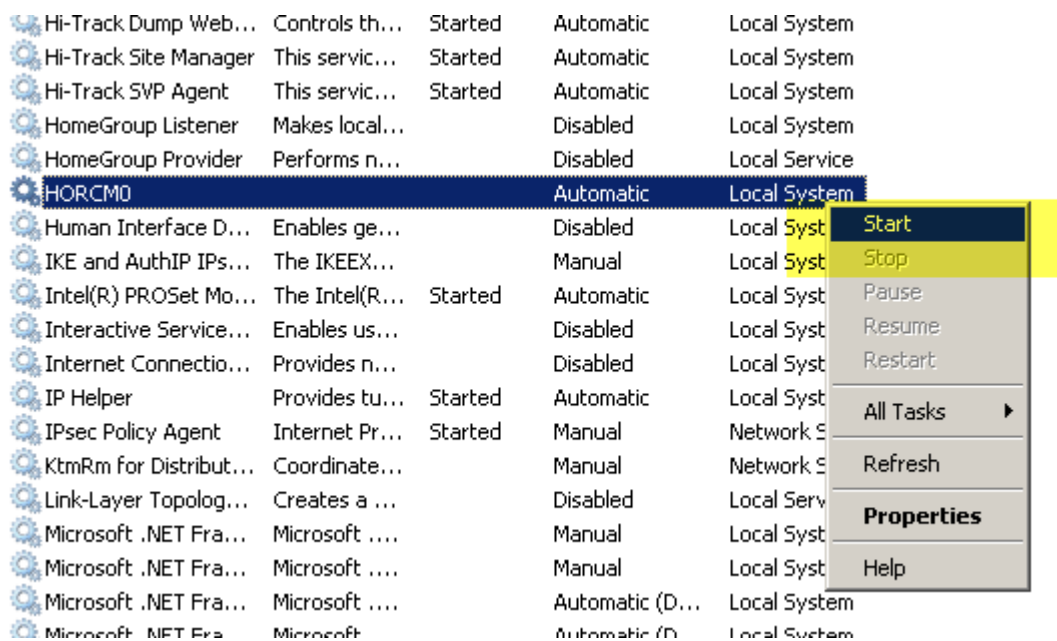 Hi-Track Dump Web... Controls th... Started Automatic Local System
Hi-Track Site Manager This servic... Started Automatic Local System
Hi-Track SVP Agent This servic... Started Automatic Local System
HomeGroup Listener Makes local... Disabled Local System
HomeGroup Provider Performs n... Disabled Local Service
HORCM0 Automatic Local System
Human Interface D... Enables ge... Disabled Local Syst
IKE and AuthIP IPs... The IKEEX... Manual Local Syst
Intel(R) PROSet Mo... The Intel(R... Started Automatic Local Syst
Interactive Service... Enables us... Disabled Local Syst
Internet Connectio... Provides n... Disabled Local Syst
IP Helper Provides tu... Started Automatic Local Syst
IPsec Policy Agent Internet Pr... Started Manual Network S
KtmRm for Distribut... Coordinate... Manual Network S
Link-Layer Topolog... Creates a ... Disabled Local Serv
Microsoft .NET Fra... Microsoft .... Manual Local Syst
Microsoft .NET Fra... Microsoft .... Manual Local Syst
Microsoft .NET Fra... Microsoft .... Automatic (D... Local System
Microsoft .NET Fra... Microsoft .... Automatic (D... Local System
Start
Stop
Pause
Resume
Restart
All Tasks
Refresh
Properties
Help